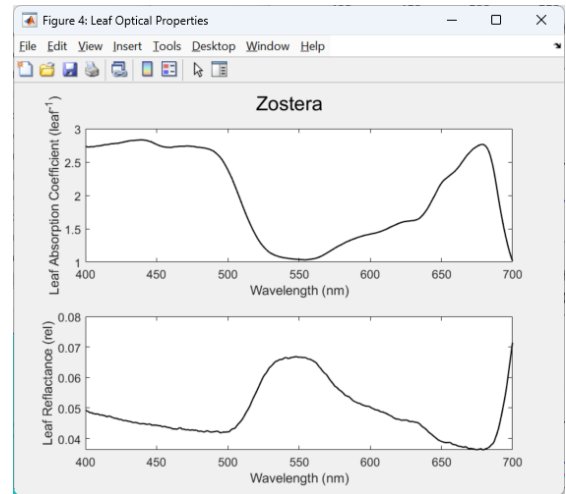 Figure 4: Leaf Optical Properties
File Edit View Insert Tools Desktop Window Help
Zostera
Leaf Absorption Coefficient (leaf⁻¹)
3
2.5
2
1.5
1
400 450 500 550 600 650 700
Wavelength (nm)
Leaf Reflactance (rel)
0.08
0.07
0.06
0.05
0.04
400 450 500 550 600 650 700
Wavelength (nm)